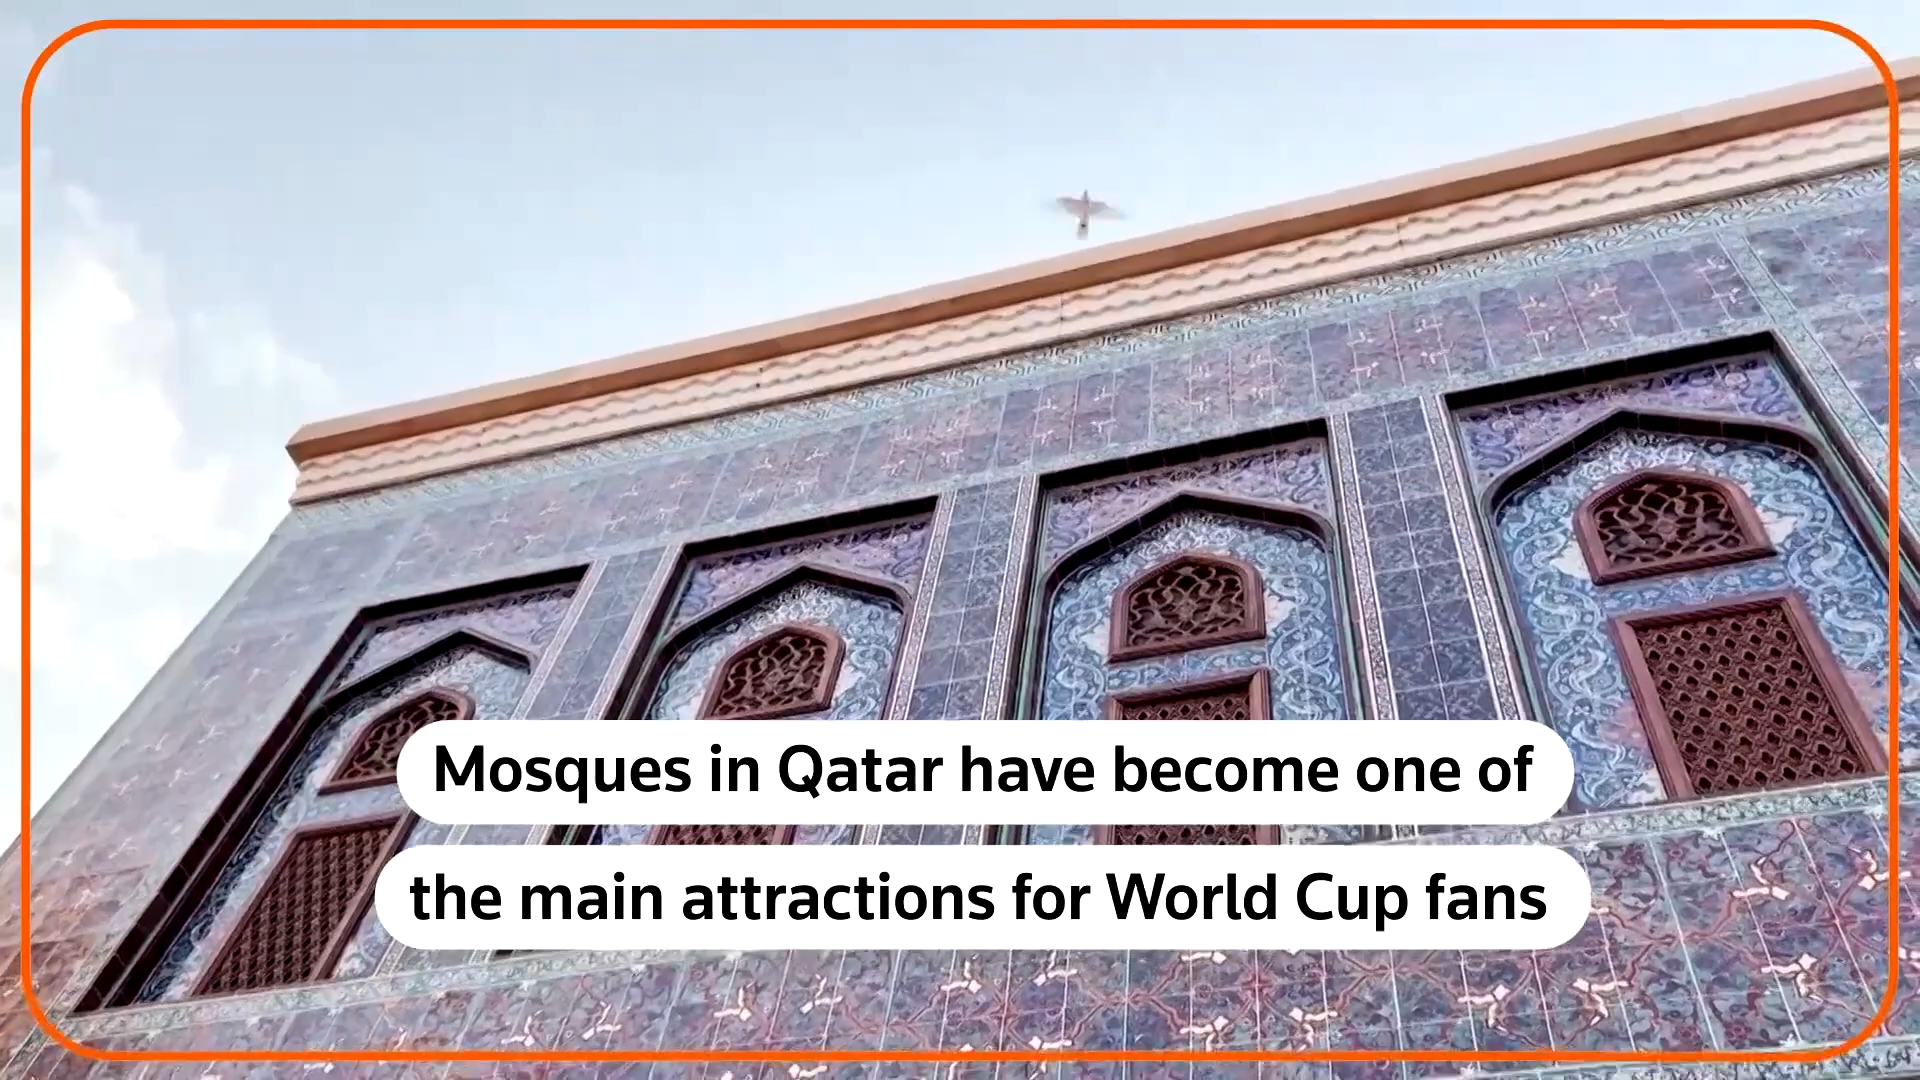 Mosques in Qatar have become one of
the main attractions for World Cup fans